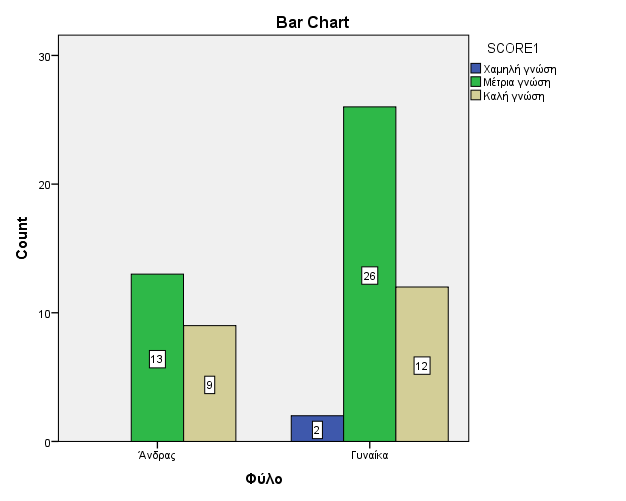 Bar Chart
SCORE1
Χαμηλή γνώση
Μέτρια γνώση
Καλή γνώση
Count
30
20
10
0
13
9
2
26
12
Άνδρας
Γυναίκα
Φύλο